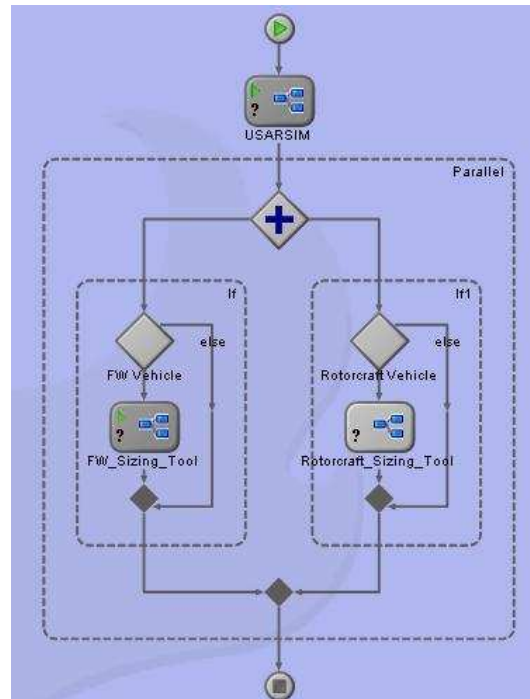 ?
USARSIM
Parallel
If
If1
else
else
FW Vehicle
Rotorcraft Vehicle
?
?
FW_Sizing_Tool
Rotorcraft_Sizing_Tool